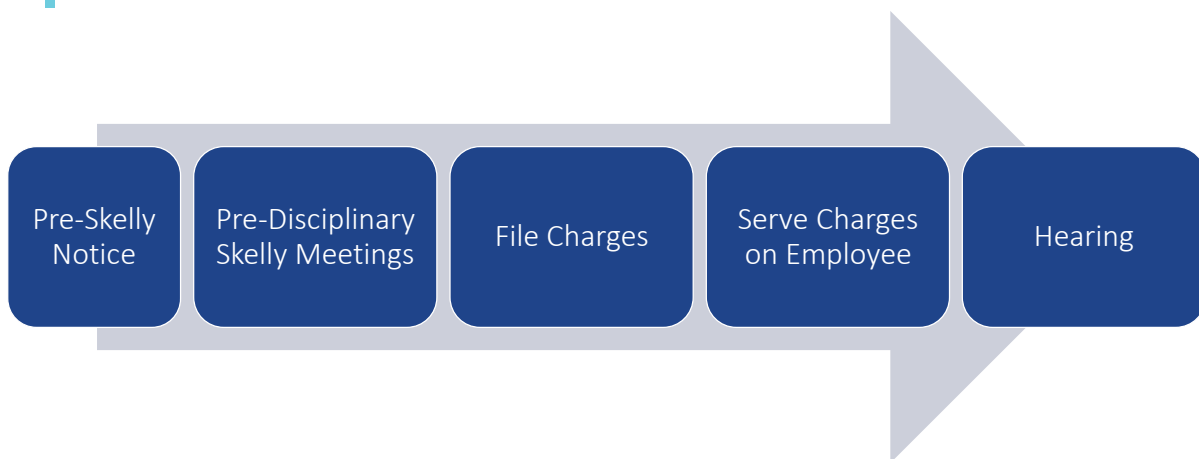 Pre-Skelly
Notice
Pre-Disciplinary
Skelly Meetings
File Charges
Serve Charges
on Employee
Hearing